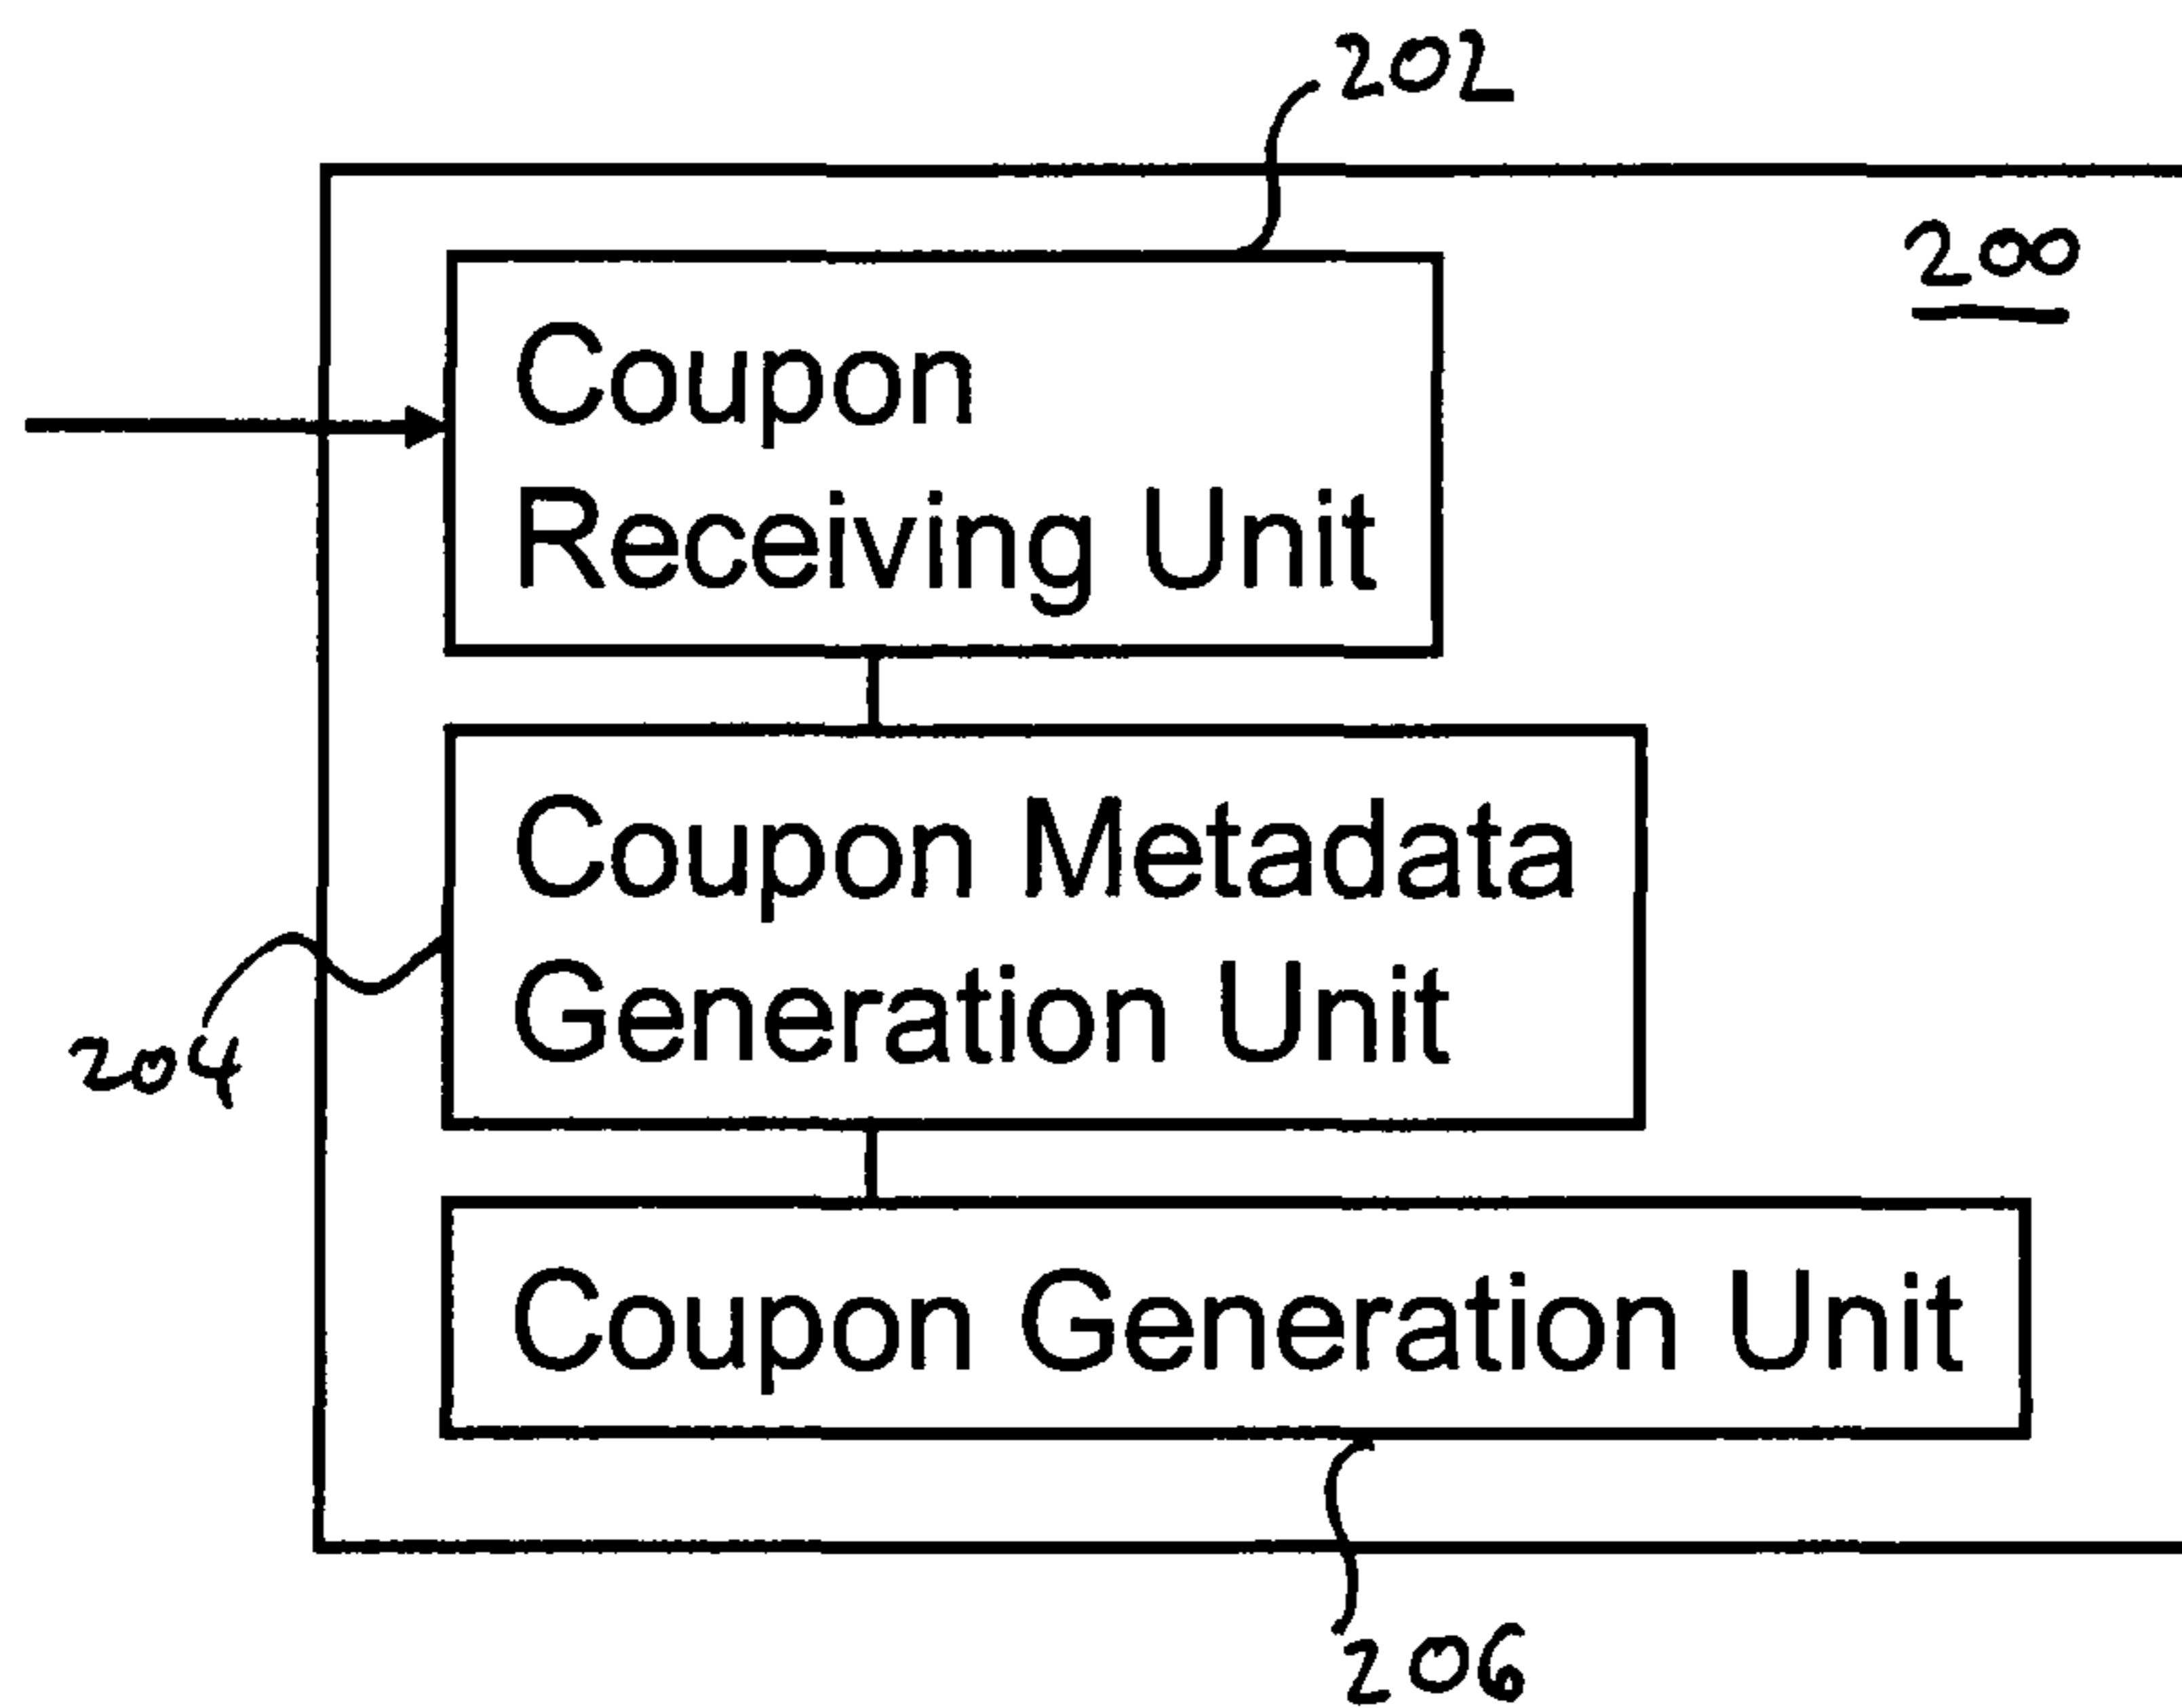 202
200
Coupon
Receiving Unit
Coupon Metadata
Generation Unit
204
Coupon Generation Unit
206